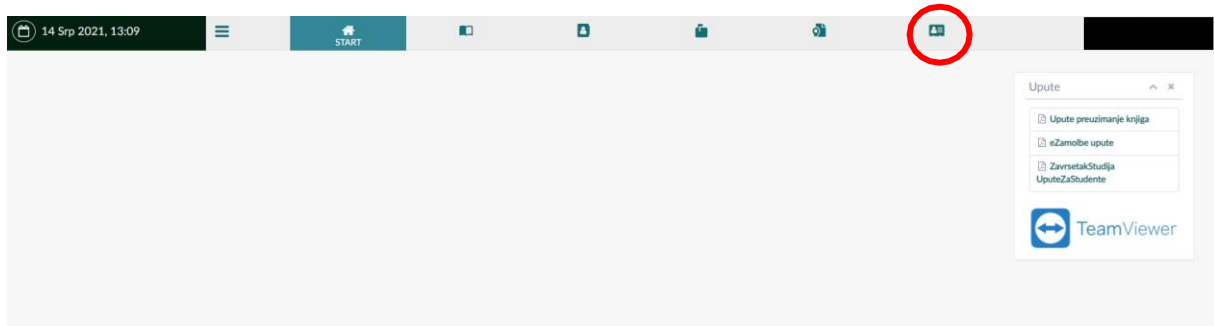 14 Srp 2021, 13:09
START
Upute
Upute preuzimanje knjiga
eZamolbe upute
ZavrsetakStudija
UputeZaStudente
TeamViewer